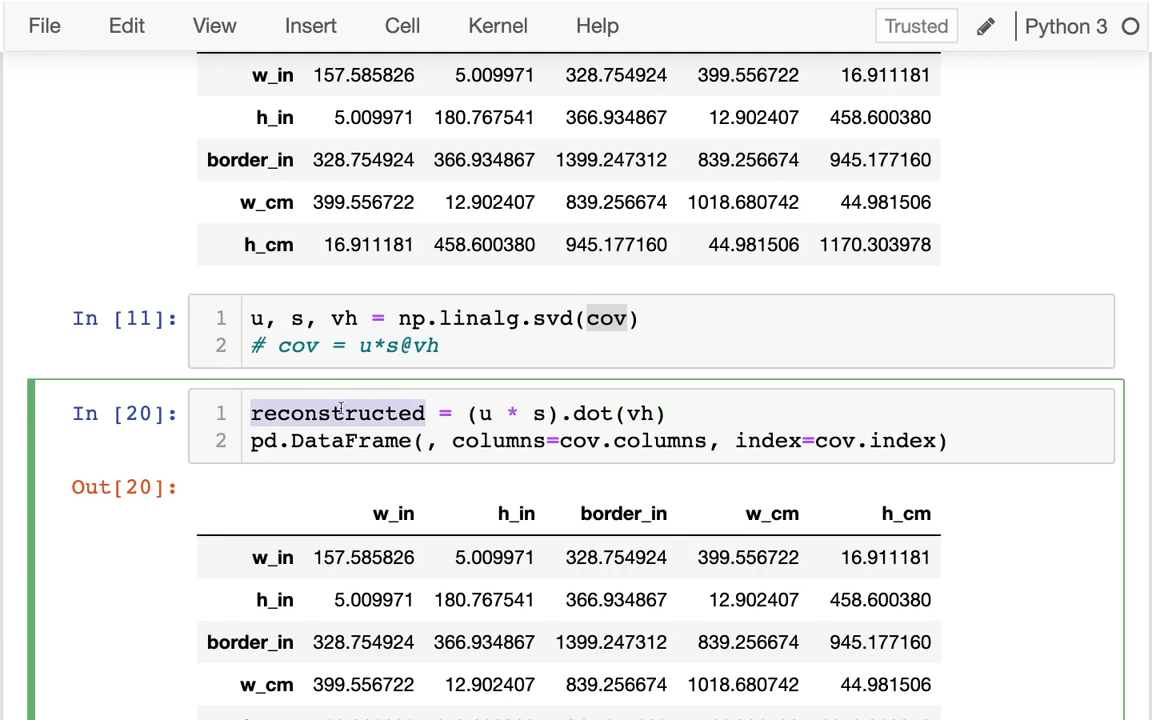 File Edit View Insert Cell Kernel Help Trusted Python 3
w_in 157.585826 5.009971 328.754924 399.556722 16.911181
h_in 5.009971 180.767541 366.934867 12.902407 458.600380
border_in 328.754924 366.934867 1399.247312 839.256674 945.177160
w_cm 399.556722 12.902407 839.256674 1018.680742 44.981506
h_cm 16.911181 458.600380 945.177160 44.981506 1170.303978
In [11]: 1 u, s, vh = np.linalg.svd(cov)
2 # cov = u*s@vh
In [20]: 1 reconstructed = (u * s).dot(vh)
2 pd.DataFrame(, columns=cov.columns, index=cov.index)
Out[20]:
w_in h_in border_in w_cm h_cm
w_in 157.585826 5.009971 328.754924 399.556722 16.911181
h_in 5.009971 180.767541 366.934867 12.902407 458.600380
border_in 328.754924 366.934867 1399.247312 839.256674 945.177160
w_cm 399.556722 12.902407 839.256674 1018.680742 44.981506